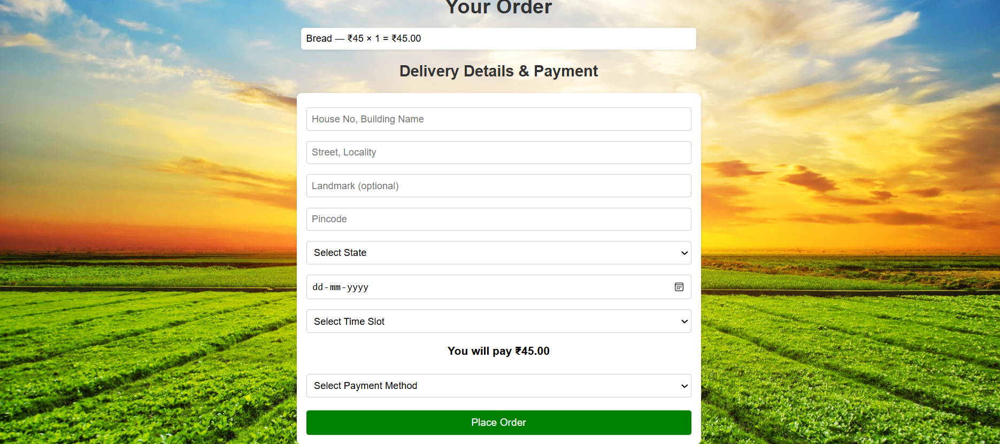 Your Order
Bread — ₹45 × 1 = ₹45.00
Delivery Details & Payment
House No, Building Name
Street, Locality
Landmark (optional)
Pincode
Select State
dd-mm-yyyy
Select Time Slot
You will pay ₹45.00
Select Payment Method
Place Order